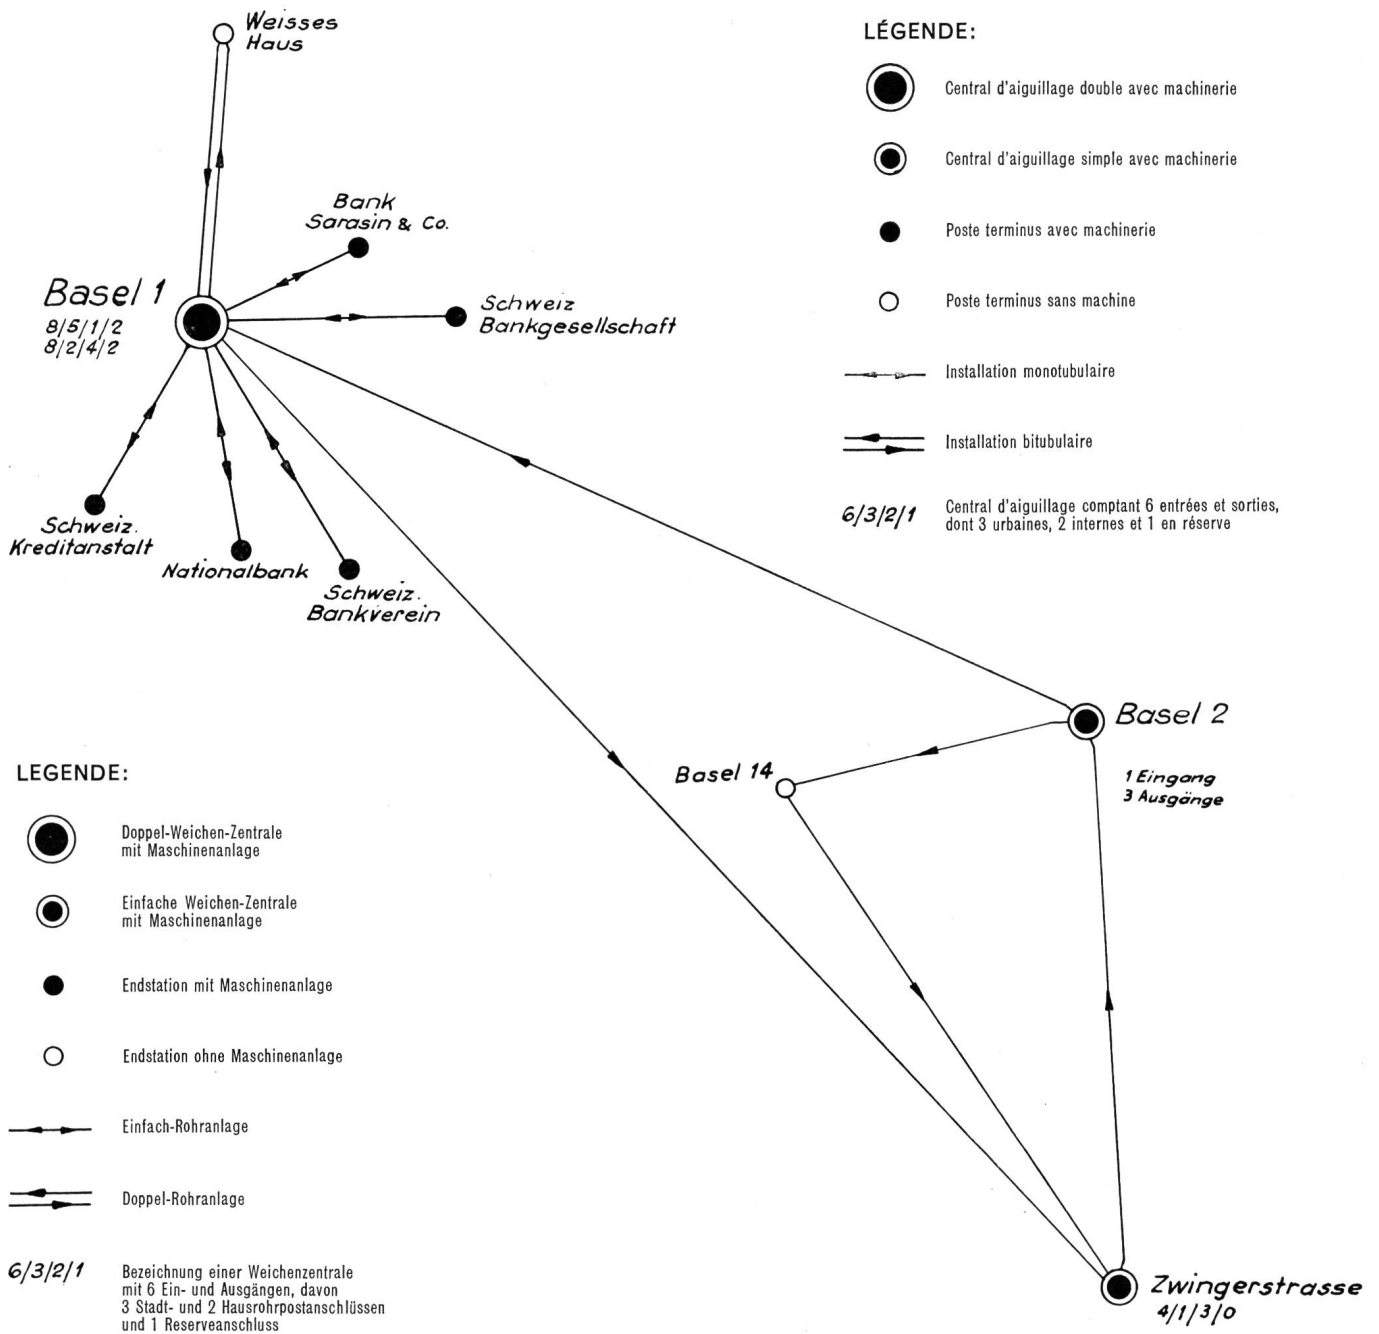 Weisses
Haus
Bank
Sarasin & Co.
Basel 1
8/5/1/2
8/2/4/2
Schweiz
Bankgesellschaft
Schweiz.
Kreditanstalt
Nationalbank
Schweiz.
Bankverein
LÉGENDE:
Central d'aiguillage double avec machinerie
Central d'aiguillage simple avec machinerie
Poste terminus avec machinerie
Poste terminus sans machine
Installation monotubulaire
Installation bitubulaire
6/3/2/1
Central d'aiguillage comptant 6 entrées et sorties,
dont 3 urbaines, 2 internes et 1 en réserve
Basel 2
1 Eingang
3 Ausgänge
Basel 14
Zwingerstrasse
4/1/3/0
LEGENDE:
Doppel-Weichen-Zentrale
mit Maschinenanlage
Einfache Weichen-Zentrale
mit Maschinenanlage
Endstation mit Maschinenanlage
Endstation ohne Maschinenanlage
Einfach-Rohranlage
Doppel-Rohranlage
6/3/2/1
Bezeichnung einer Weichenzentrale
mit 6 Ein- und Ausgängen, davon
3 Stadt- und 2 Hausrohrpostanschlüssen
und 1 Reserveanschluss